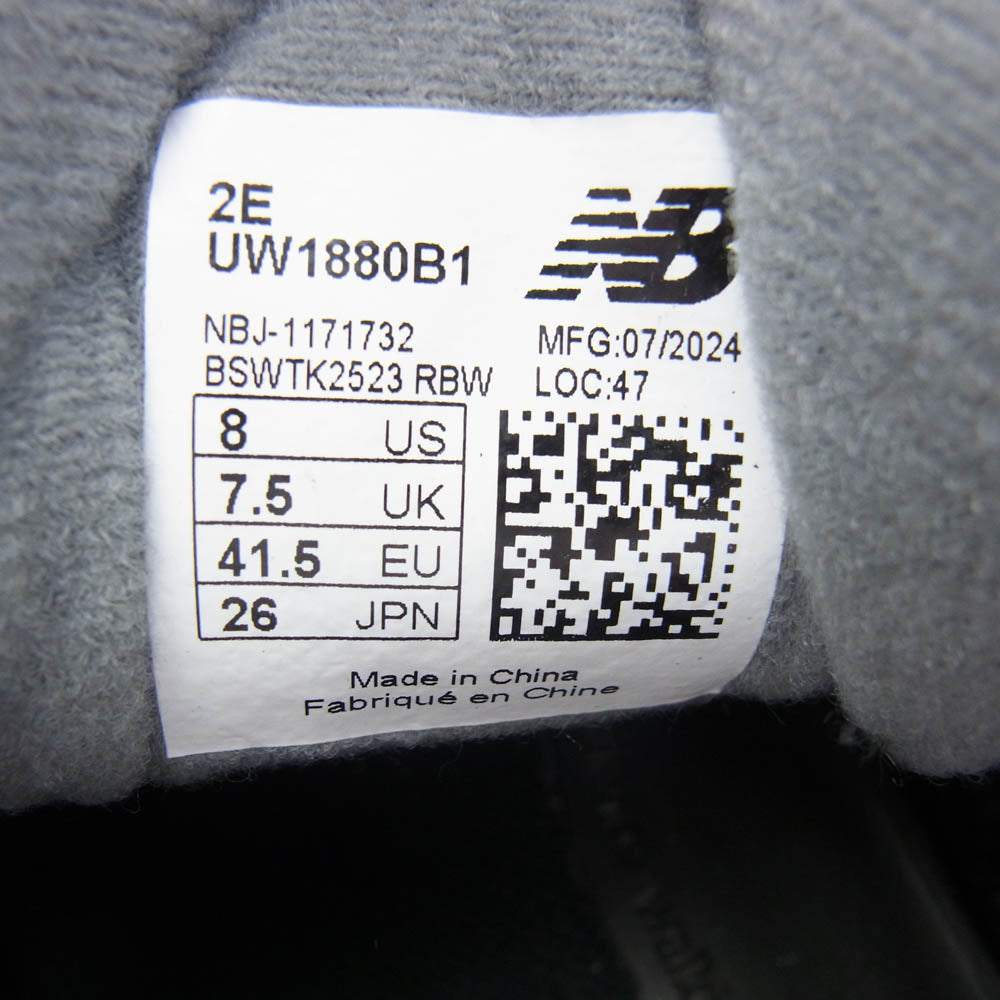 2E
UW1880B1
NB
NBJ-1171732
MFG:07/2024
BSWTK2523 RBW
LOC:47
8 US
7.5 UK
41.5 EU
26 JPN
Made in China
Fabriqué en Chine